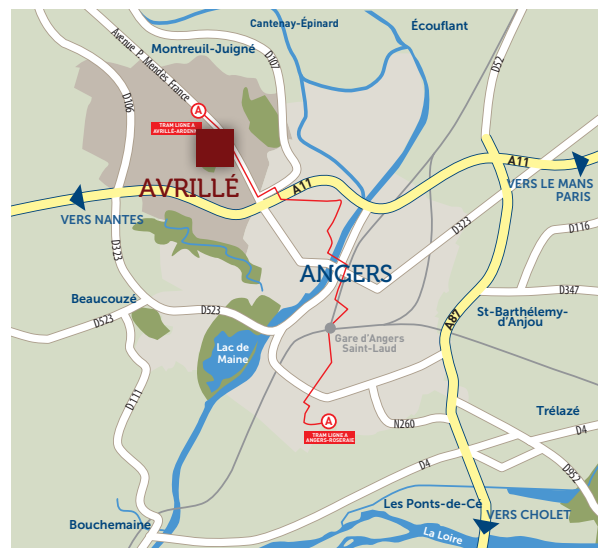 Cantenay-Épinard
Écouflant
Avenue P. Mendès France
Montreuil-Juigné
D107
D52
D106
A
TRAM LIGNE A
AVRILLÉ-ARDENNE
A11
AVRILLÉ
A11
VERS LE MANS
PARIS
VERS NANTES
D323
D323
D116
ANGERS
Beaucouzé
D523
D523
D347
St-Barthélemy-
d'Anjou
A87
Gare d'Angers
Saint-Laud
Lac de
Maine
D111
A
TRAM LIGNE A
ANGERS-ROSERAIE
N260
Trélazé
D4
D4
D952
Les Ponts-de-Cé
VERS CHOLET
Bouchemaine
La Loire